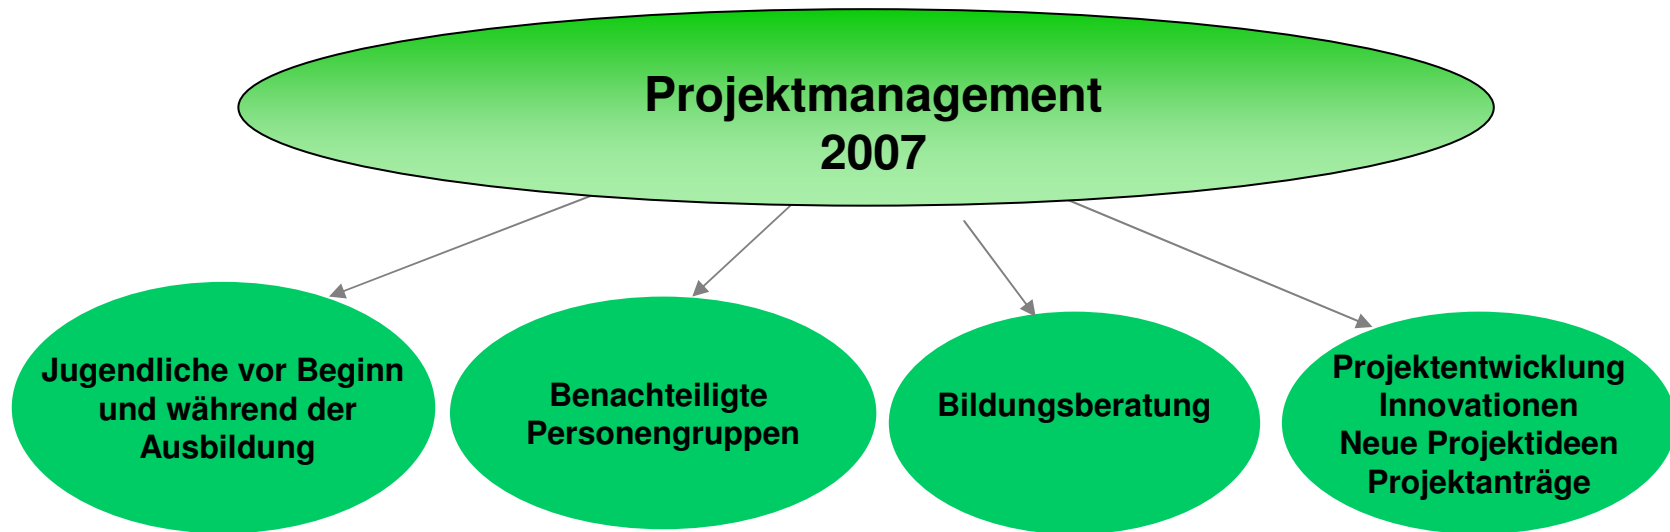 Projektmanagement
2007
Jugendliche vor Beginn
und während der
Ausbildung
Benachteiligte
Personengruppen
Bildungsberatung
Projektentwicklung
Innovationen
Neue Projektideen
Projektanträge